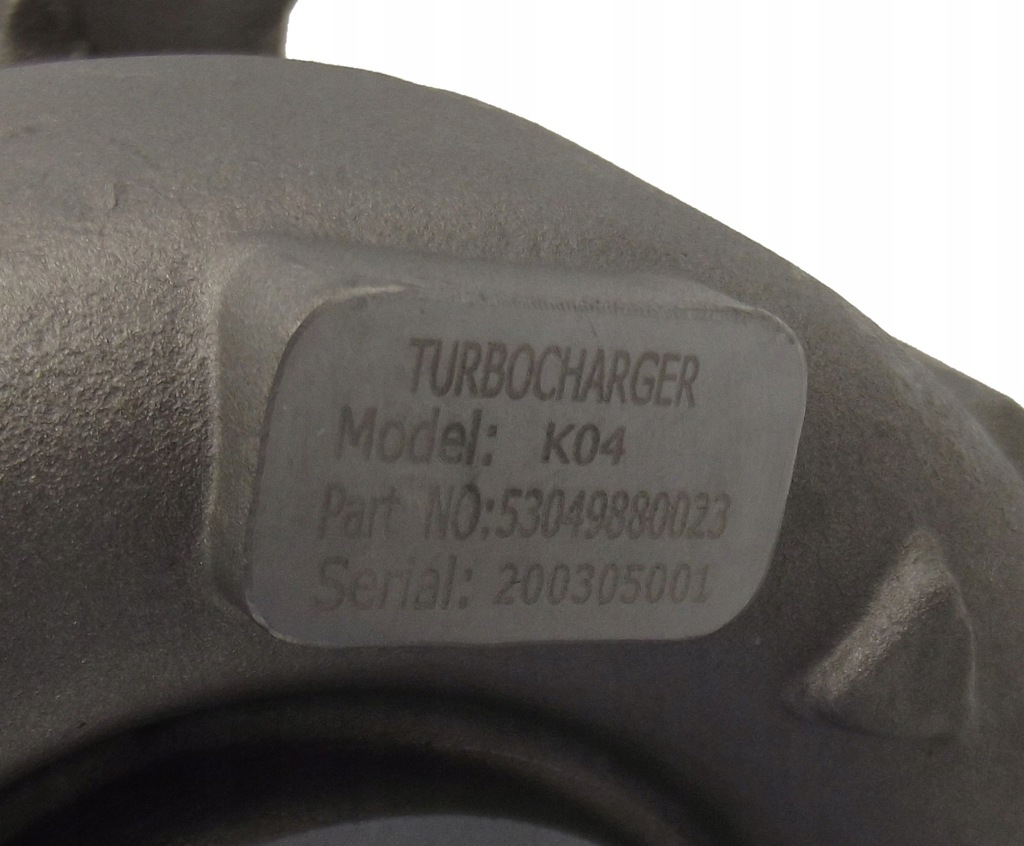 TURBOCHARGER
Model: K04
Part NO:53049880023
Serial: 200305001